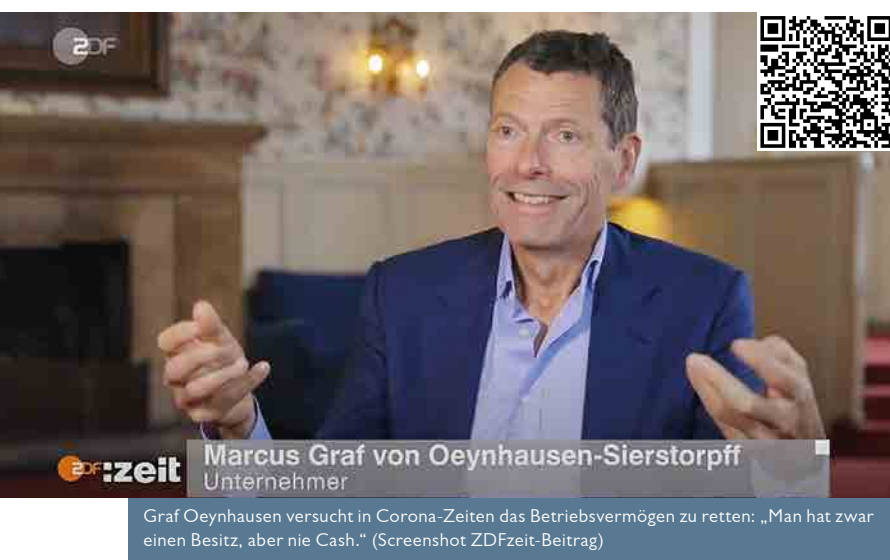 ZDF
ZDF:zeit
Marcus Graf von Oeynhausen-Sierstorpff
Unternehmer
Graf Oeynhausen versucht in Corona-Zeiten das Betriebsvermögen zu retten: „Man hat zwar
einen Besitz, aber nie Cash.“ (Screenshot ZDFzeit-Beitrag)